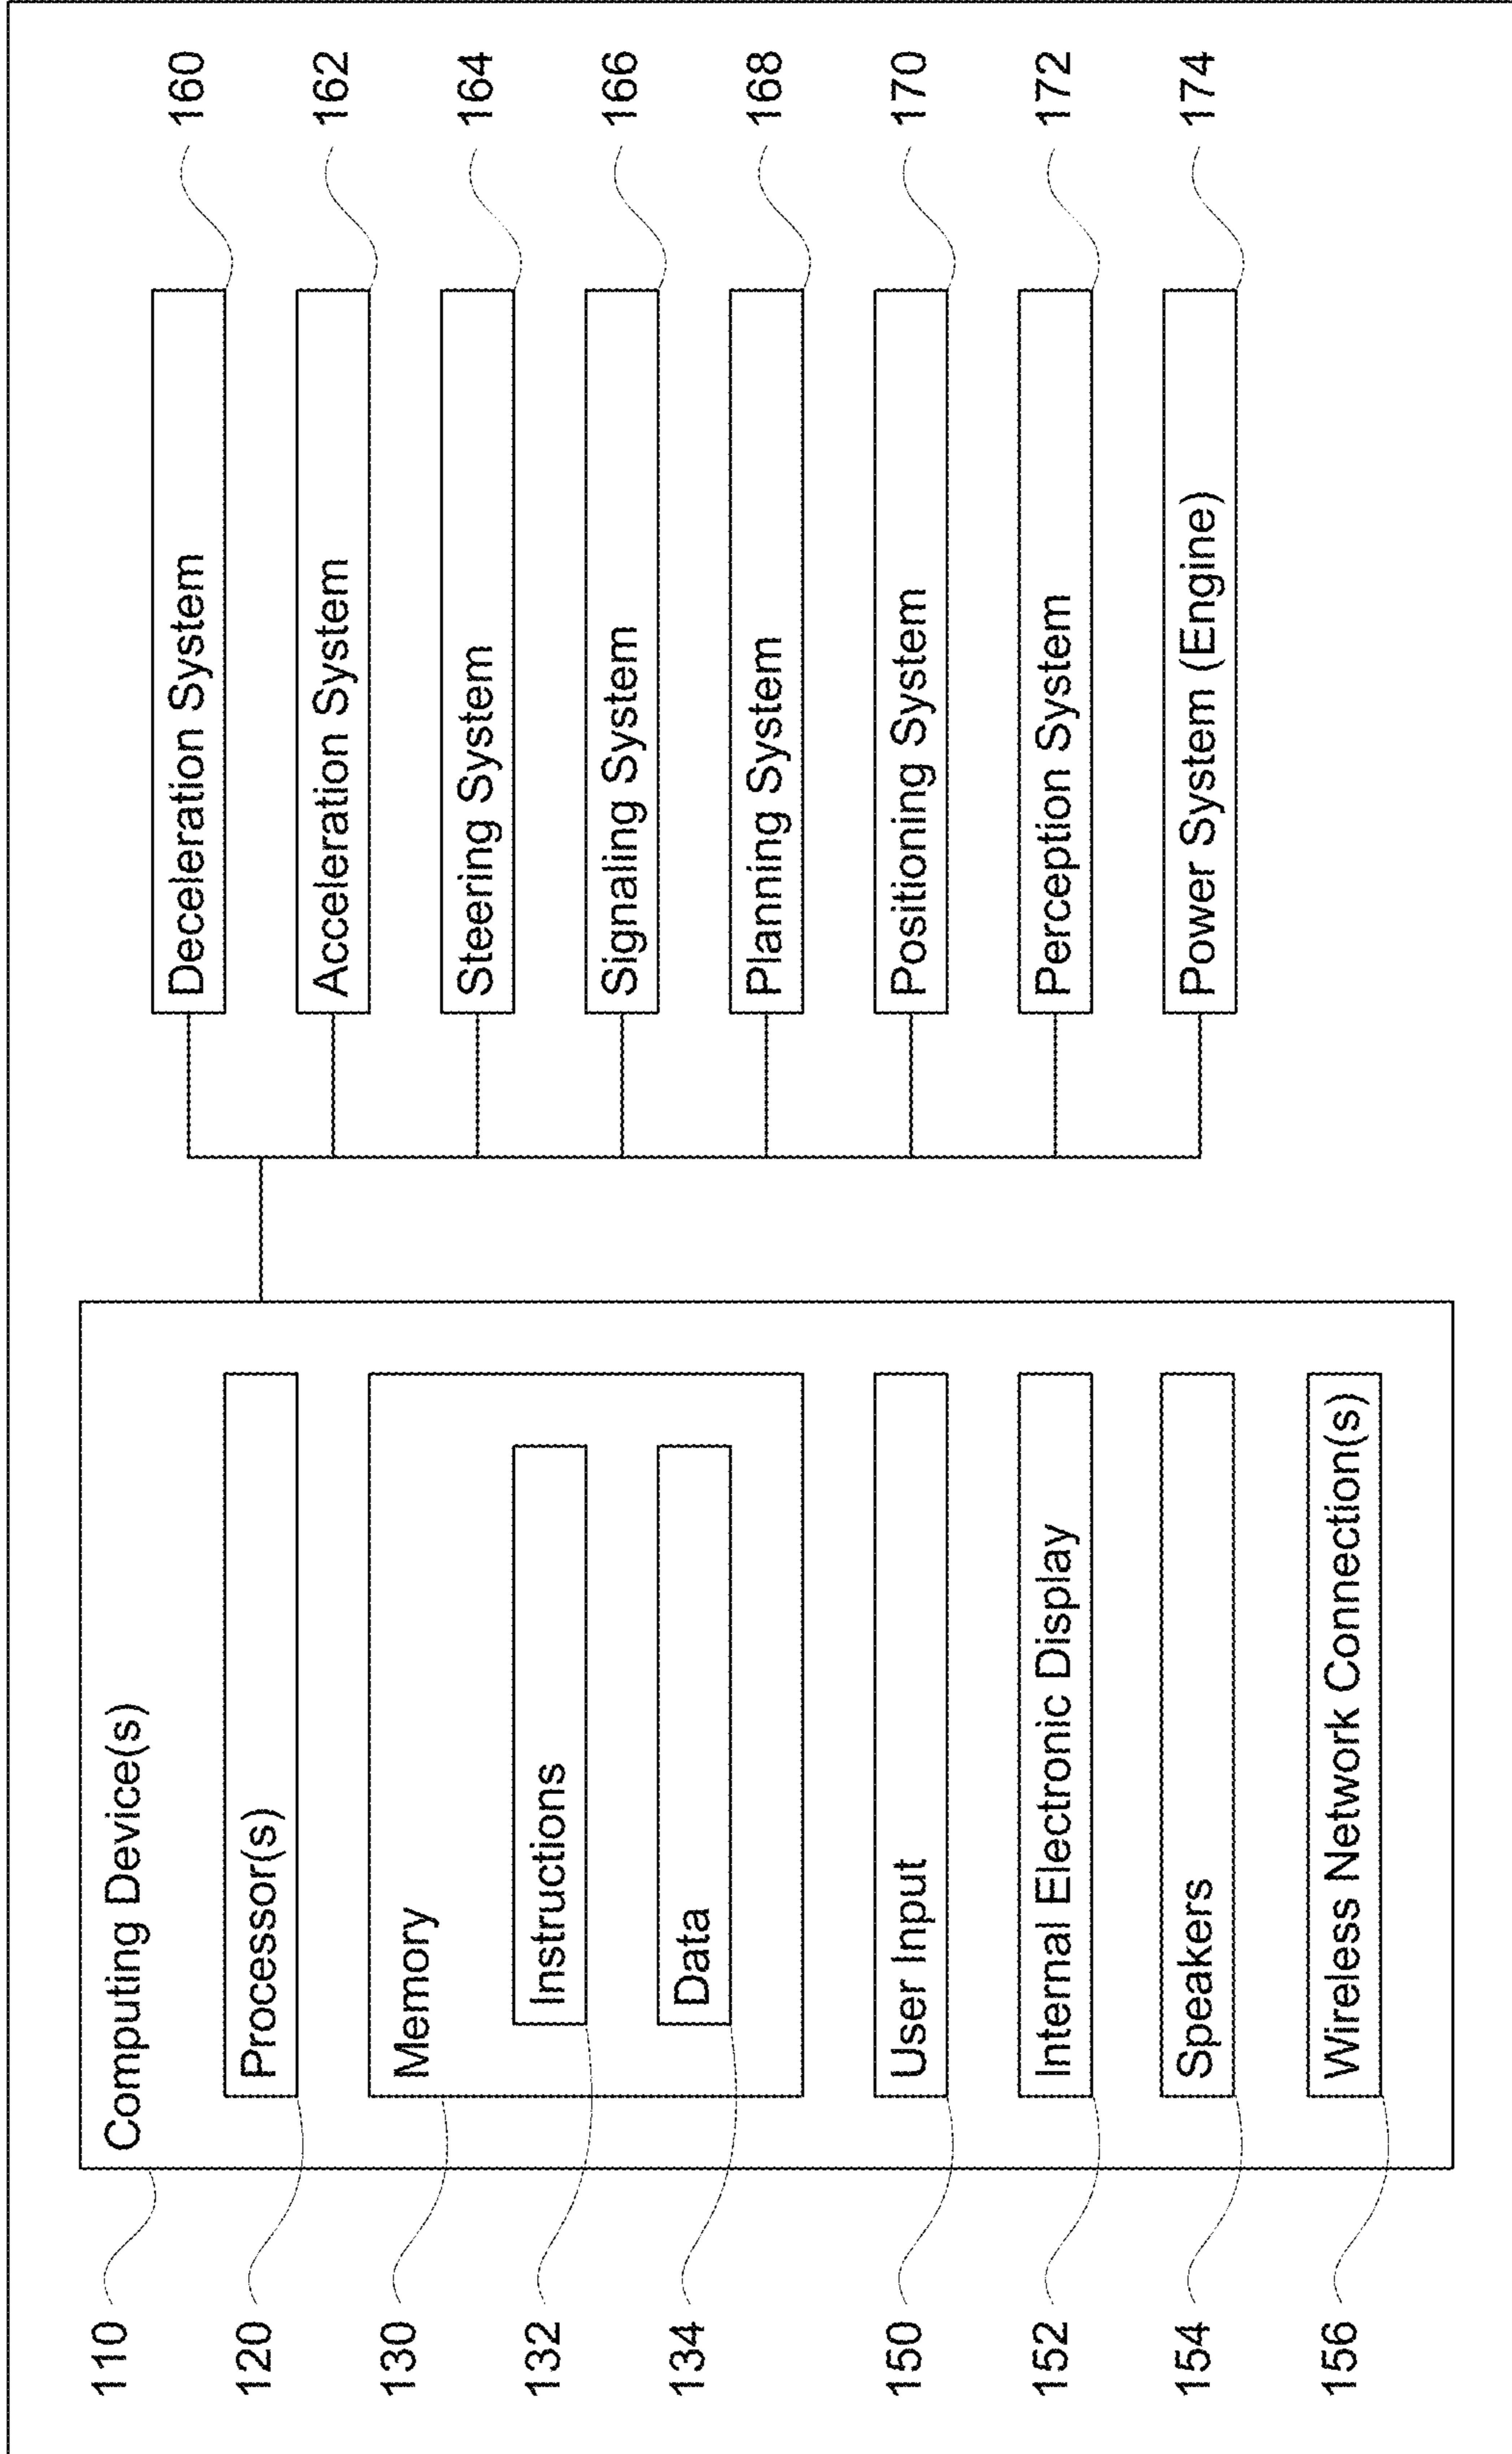 110
Computing Device(s)
120
Processor(s)
130
Memory
132
Instructions
134
Data
150
User Input
152
Internal Electronic Display
154
Speakers
156
Wireless Network Connection(s)
Deceleration System
160
Acceleration System
162
Steering System
164
Signaling System
166
Planning System
168
Positioning System
170
Perception System
172
Power System (Engine)
174